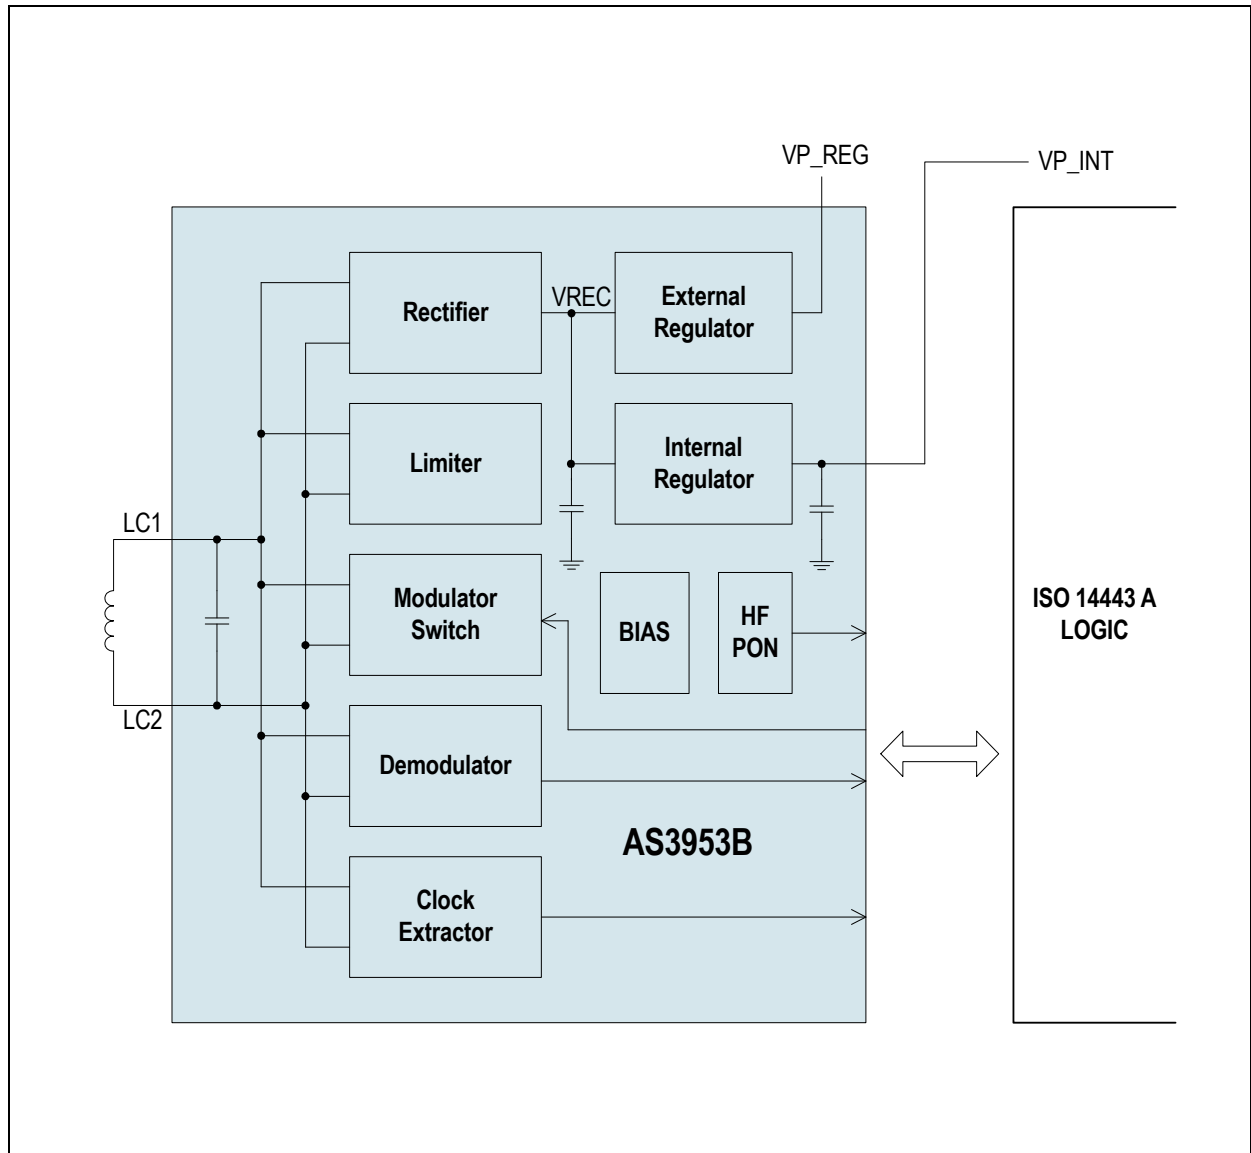 VP_REG
VP_INT
Rectifier
VREC
External
Regulator
Limiter
Internal
Regulator
LC1
Modulator
Switch
BIAS
HF
PON
ISO 14443 A
LOGIC
LC2
Demodulator
AS3953B
Clock
Extractor